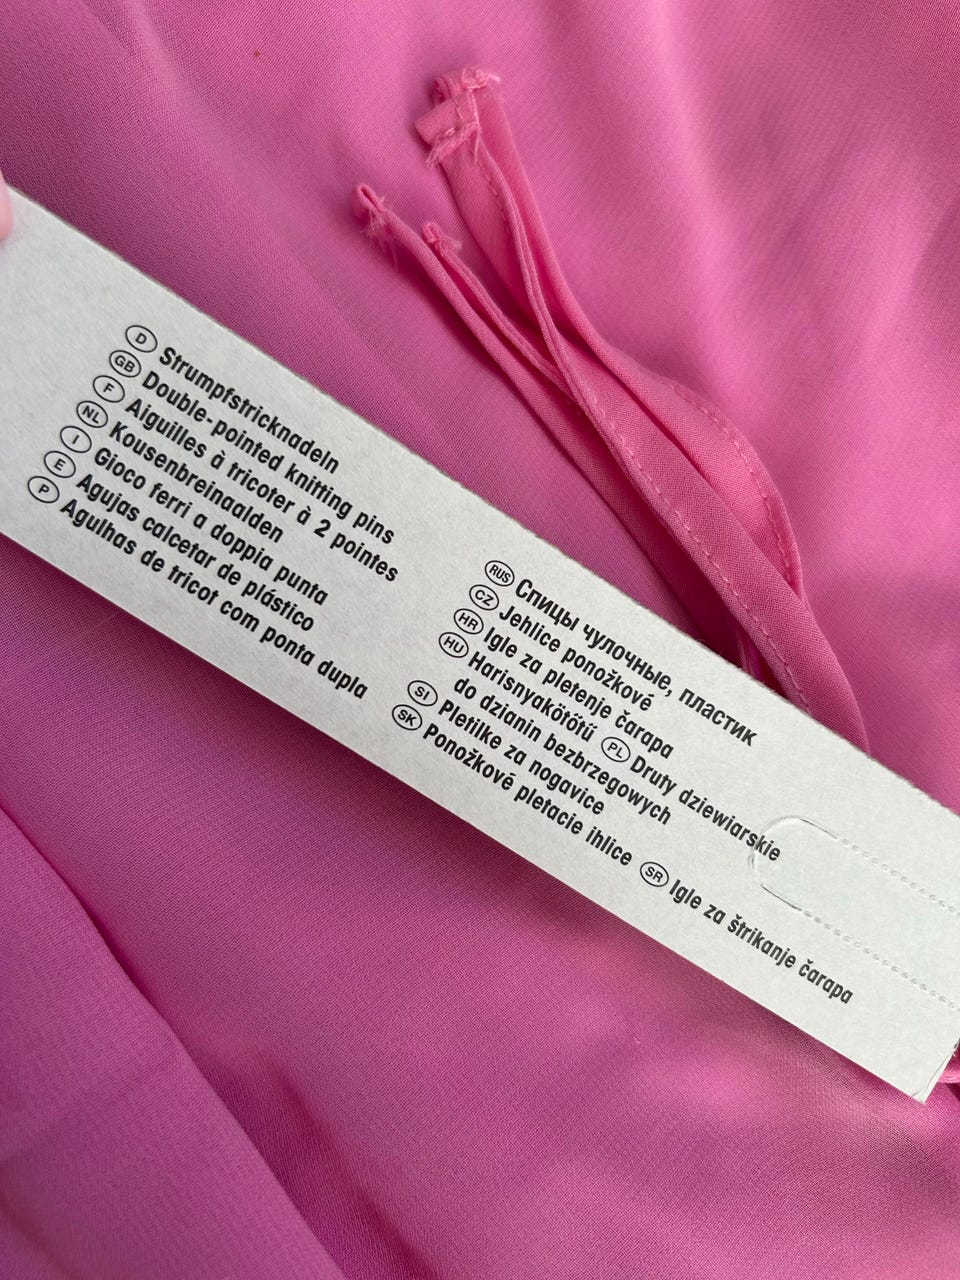 D Strumpfstricknadeln
GB Double-pointed knitting pins
F Aiguilles à tricoter à 2 pointes
NL Kousenbreinaalden
I Gioco ferri a doppia punta
E Agujas calcetar de plástico
P Agulhas de tricot com ponta dupla
RUS Спицы чулочные, пластик
CZ Jehlice ponožkové
HR Igle za pletenje čarapa
HU Harisnyakötőtű PL Druty dziewiarskie
do dzianin bezbrzegowych
SI Pletilke za nogavice
SK Ponožkové pletacie ihlice SR Igle za štrikanje čarapa